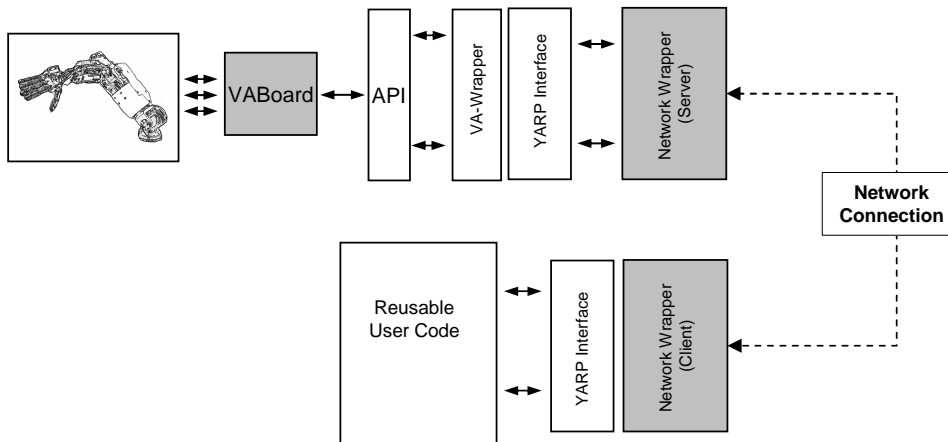 VABoard
API
VA-Wrapper
YARP Interface
Network Wrapper
(Server)
Network
Connection
Reusable
User Code
YARP Interface
Network Wrapper
(Client)